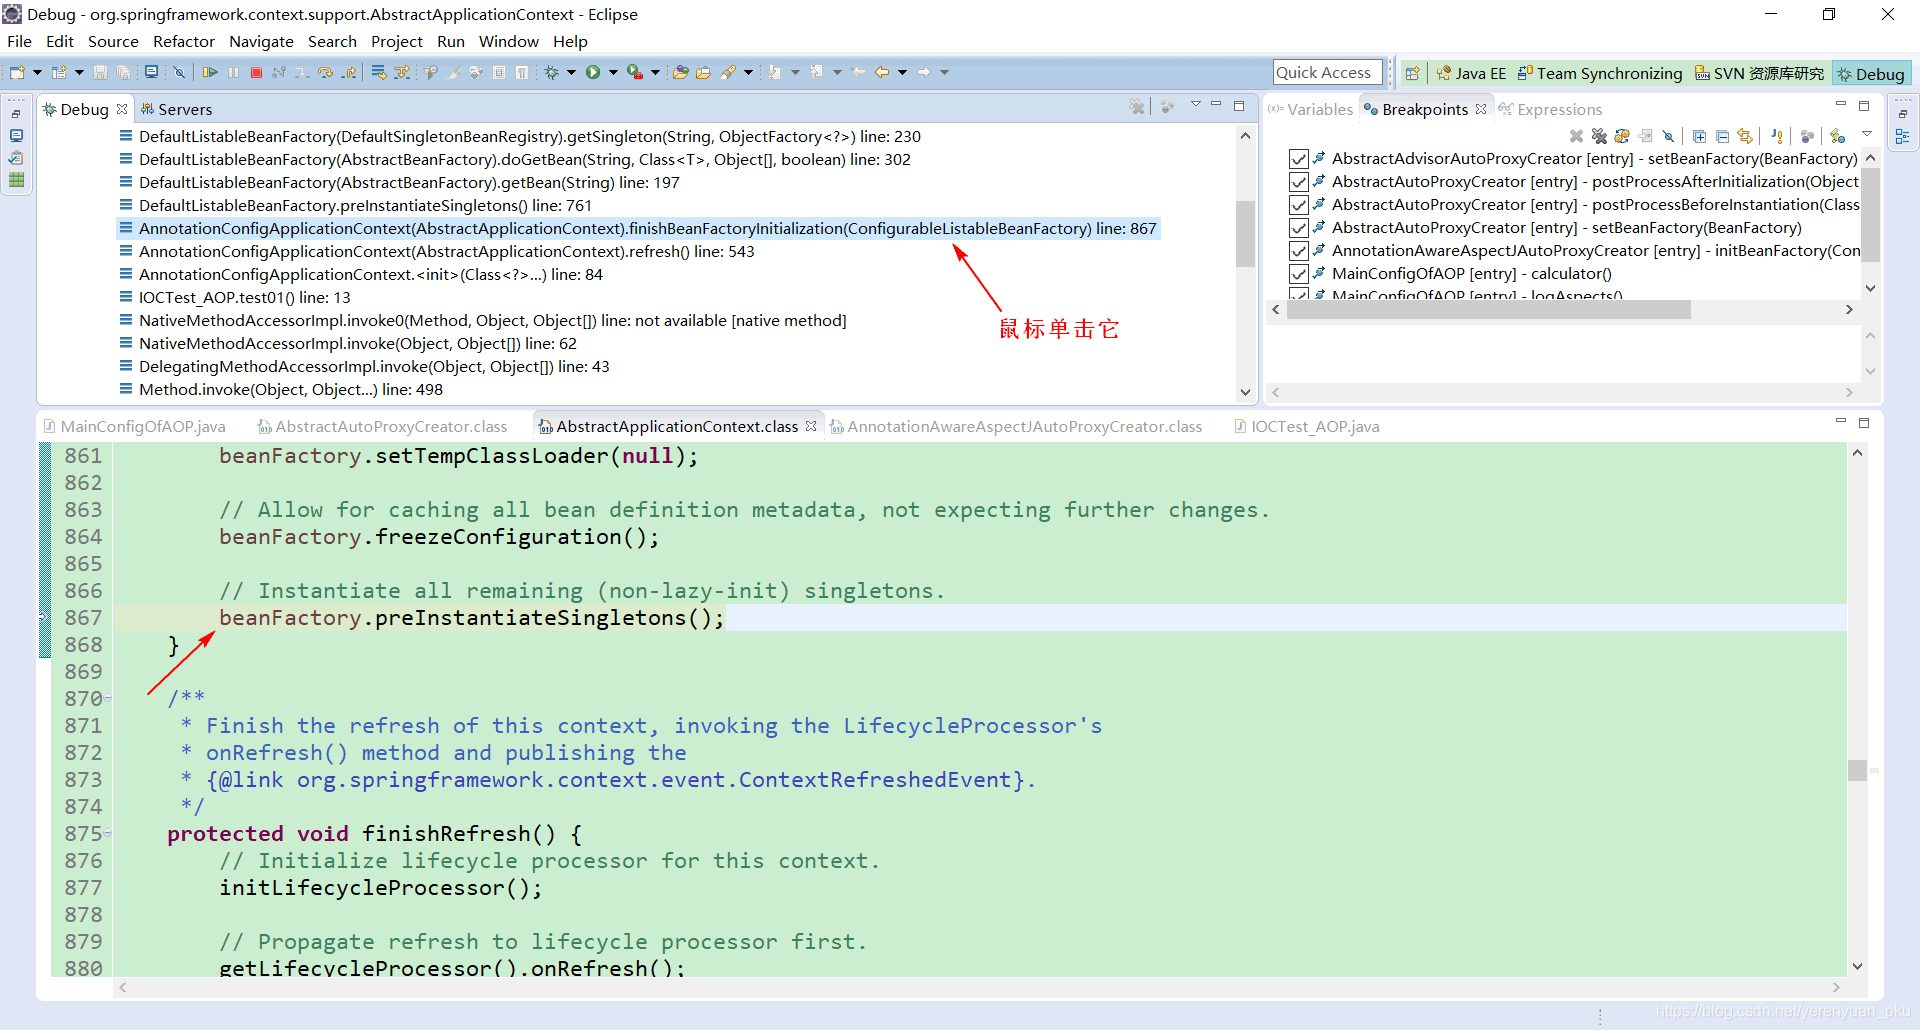 Debug - org.springframework.context.support.AbstractApplicationContext - Eclipse
File Edit Source Refactor Navigate Search Project Run Window Help
Quick Access
Java EE
Team Synchronizing
SVN 资源库研究
Debug
Debug
Servers
DefaultListableBeanFactory(DefaultSingletonBeanRegistry).getSingleton(String, ObjectFactory<?>) line: 230
DefaultListableBeanFactory(AbstractBeanFactory).doGetBean(String, Class<T>, Object[], boolean) line: 302
DefaultListableBeanFactory(AbstractBeanFactory).getBean(String) line: 197
DefaultListableBeanFactory.preInstantiateSingletons() line: 761
AnnotationConfigApplicationContext(AbstractApplicationContext).finishBeanFactoryInitialization(ConfigurableListableBeanFactory) line: 867
AnnotationConfigApplicationContext(AbstractApplicationContext).refresh() line: 543
AnnotationConfigApplicationContext.<init>(Class<?>...) line: 84
IOCTest_AOP.test01() line: 13
NativeMethodAccessorImpl.invoke0(Method, Object, Object[]) line: not available [native method]
NativeMethodAccessorImpl.invoke(Object, Object[]) line: 62
DelegatingMethodAccessorImpl.invoke(Object, Object[]) line: 43
Method.invoke(Object, Object...) line: 498
鼠标单击它
(x)= Variables
Breakpoints
Expressions
AbstractAdvisorAutoProxyCreator [entry] - setBeanFactory(BeanFactory)
AbstractAutoProxyCreator [entry] - postProcessAfterInitialization(Object
AbstractAutoProxyCreator [entry] - postProcessBeforeInstantiation(Class
AbstractAutoProxyCreator [entry] - setBeanFactory(BeanFactory)
AnnotationAwareAspectJAutoProxyCreator [entry] - initBeanFactory(Con
MainConfigOfAOP [entry] - calculator()
MainConfigOfAOP [entry] - logAspects()
MainConfigOfAOP.java
AbstractAutoProxyCreator.class
AbstractApplicationContext.class
AnnotationAwareAspectJAutoProxyCreator.class
IOCTest_AOP.java
861 beanFactory.setTempClassLoader(null);
862
863 // Allow for caching all bean definition metadata, not expecting further changes.
864 beanFactory.freezeConfiguration();
865
866 // Instantiate all remaining (non-lazy-init) singletons.
867 beanFactory.preInstantiateSingletons();
868 }
869
870 /**
871 * Finish the refresh of this context, invoking the LifecycleProcessor's
872 * onRefresh() method and publishing the
873 * {@link org.springframework.context.event.ContextRefreshedEvent}.
874 */
875 protected void finishRefresh() {
876 // Initialize lifecycle processor for this context.
877 initLifecycleProcessor();
878
879 // Propagate refresh to lifecycle processor first.
880 getLifecycleProcessor().onRefresh();
https://blog.csdn.net/yerenyuan_pku